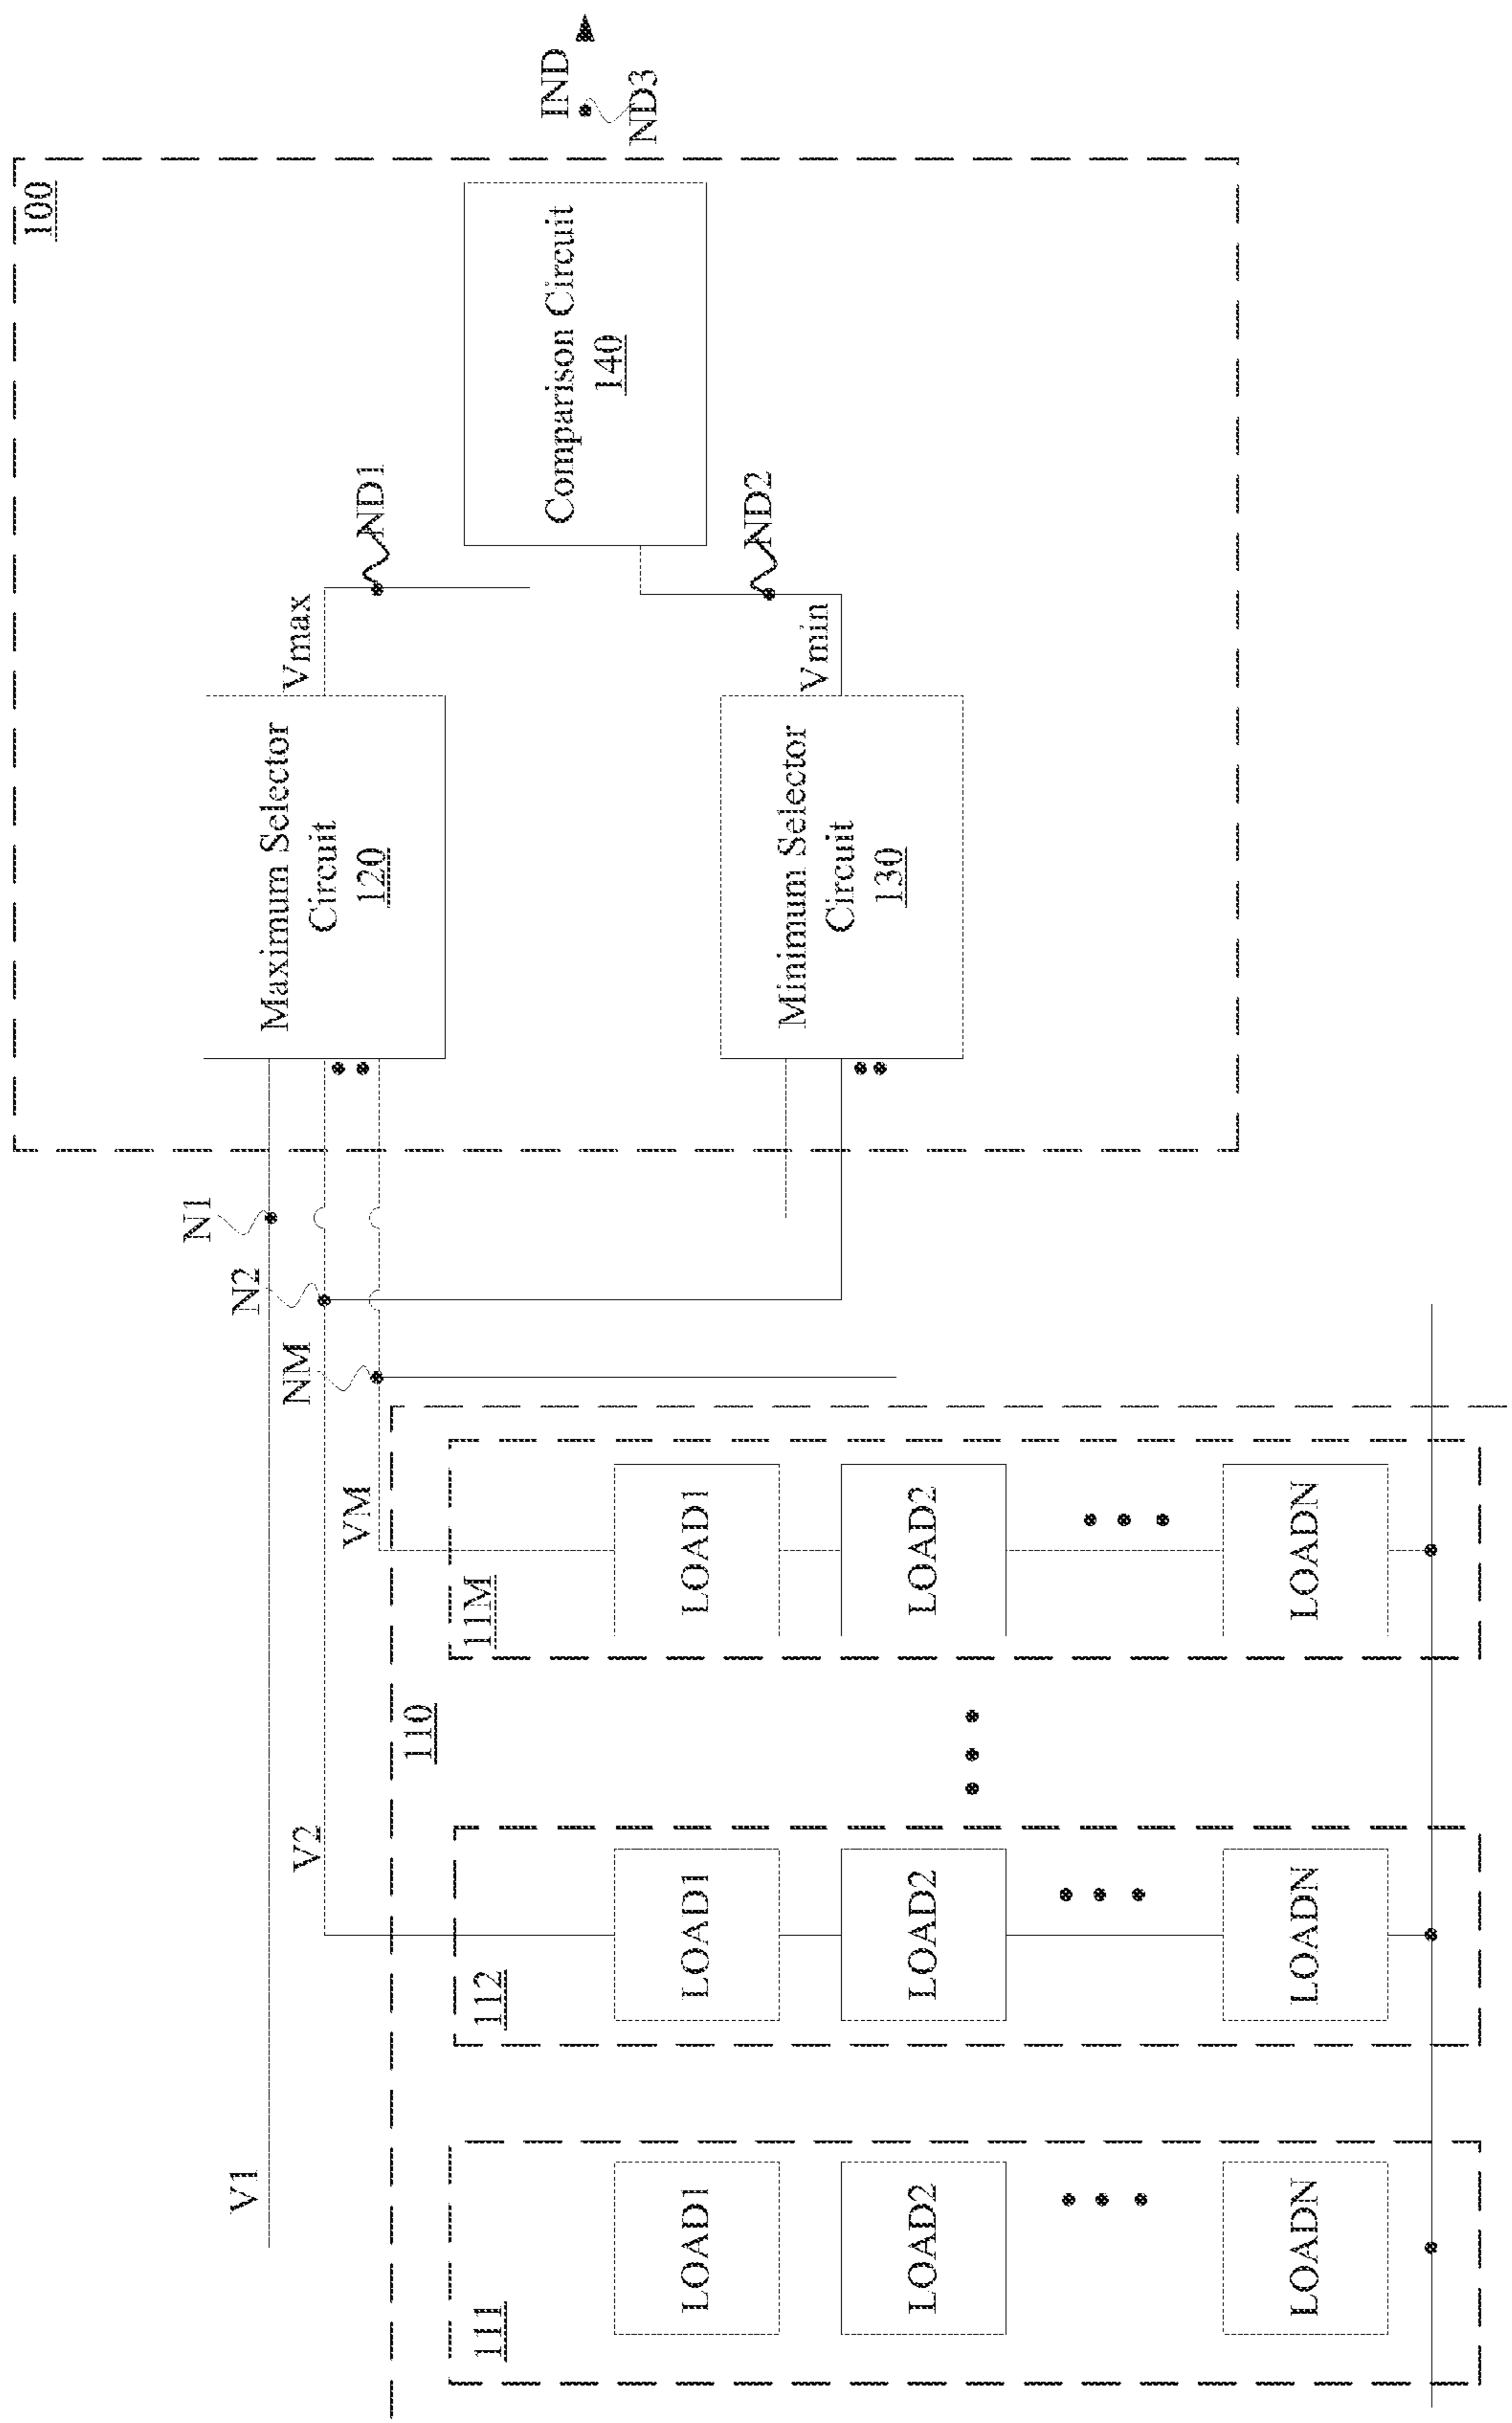 100
IND
ND3
Comparison Circuit
140
ND1
ND2
Vmax
Vmin
Maximum Selector
Circuit
120
Minimum Selector
Circuit
130
N1
N2
NM
V1
V2
VM
110
111
LOAD1
LOAD2
LOADN
112
LOAD1
LOAD2
LOADN
11M
LOAD1
LOAD2
LOADN